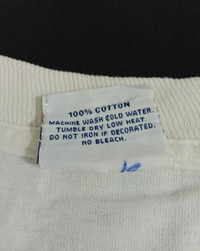 100% COTTON
MACHINE WASH COLD WATER.
TUMBLE DRY LOW HEAT.
DO NOT IRON IF DECORATED.
NO BLEACH.